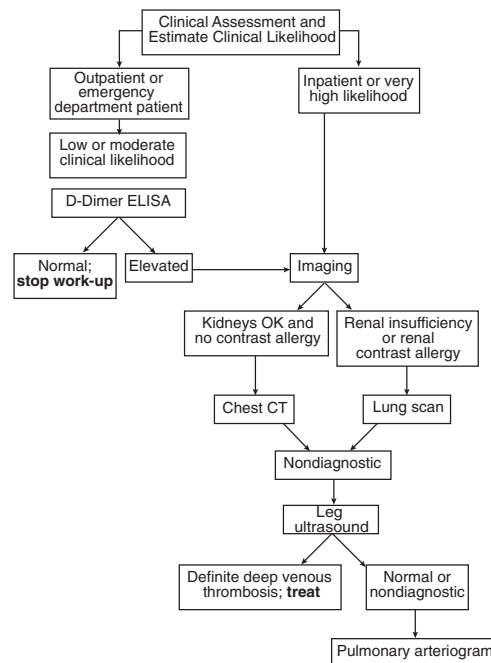 Clinical Assessment and
Estimate Clinical Likelihood
Outpatient or
emergency
department patient
Inpatient or very
high likelihood
Low or moderate
clinical likelihood
D-Dimer ELISA
Normal;
stop work-up
Elevated
Imaging
Kidneys OK and
no contrast allergy
Renal insufficiency
or renal
contrast allergy
Chest CT
Lung scan
Nondiagnostic
Leg
ultrasound
Definite deep venous
thrombosis; treat
Normal or
nondiagnostic
Pulmonary arteriogram